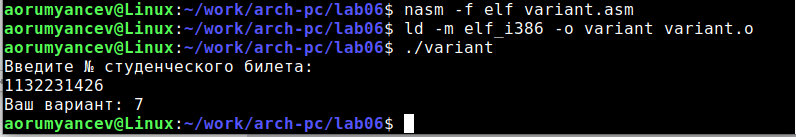 aorumyancev@Linux:~/work/arch-pc/lab06$ nasm -f elf variant.asm
aorumyancev@Linux:~/work/arch-pc/lab06$ ld -m elf_i386 -o variant variant.o
aorumyancev@Linux:~/work/arch-pc/lab06$ ./variant
Введите № студенческого билета:
1132231426
Ваш вариант: 7
aorumyancev@Linux:~/work/arch-pc/lab06$